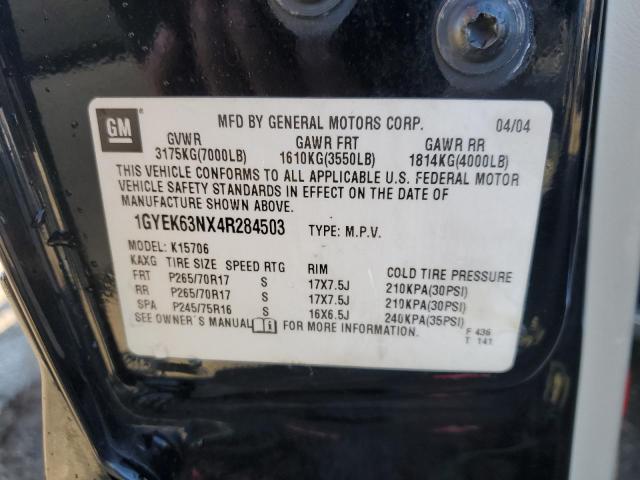 GM
MFD BY GENERAL MOTORS CORP. 04/04
GVWR GAWR FRT GAWR RR
3175KG(7000LB) 1610KG(3550LB) 1814KG(4000LB)
THIS VEHICLE CONFORMS TO ALL APPLICABLE U.S. FEDERAL MOTOR
VEHICLE SAFETY STANDARDS IN EFFECT ON THE DATE OF
MANUFACTURE SHOWN ABOVE.
1GYEK63NX4R284503 TYPE: M.P.V.
MODEL: K15706
KAXG TIRE SIZE SPEED RTG RIM COLD TIRE PRESSURE
FRT P265/70R17 S 17X7.5J 210KPA(30PSI)
RR P265/70R17 S 17X7.5J 210KPA(30PSI)
SPA P245/75R16 S 16X6.5J 240KPA(35PSI)
SEE OWNER'S MANUAL FOR MORE INFORMATION.
F 436
T 141